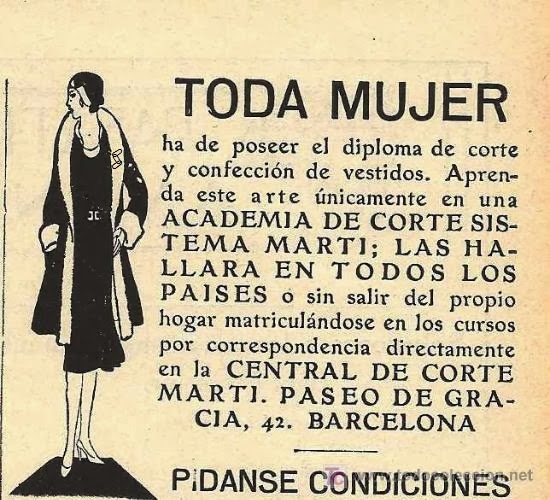 TODA MUJER
ha de poseer el diploma de corte
y confección de vestidos. Apren-
da este arte únicamente en una
ACADEMIA DE CORTE SIS-
TEMA MARTI; LAS HA-
LLARA EN TODOS LOS
PAISES o sin salir del propio
hogar matriculándose en los cursos
por correspondencia directamente
en la CENTRAL DE CORTE
MARTI. PASEO DE GRA-
CIA, 42. BARCELONA
PiDANSE CONDICIONES
www.todocoleccion.net